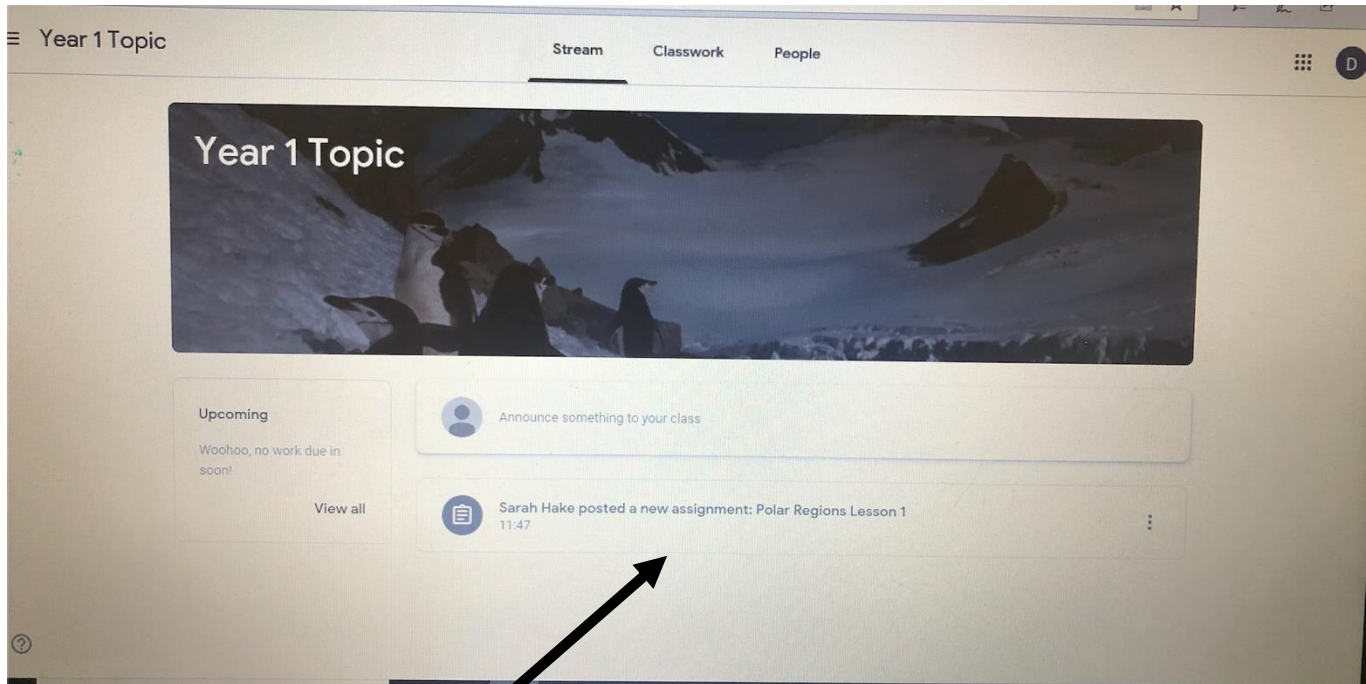 Year 1 Topic
Stream
Classwork
People
D
Year 1 Topic
Upcoming
Woohoo, no work due in
soon!
View all
Announce something to your class
Sarah Hake posted a new assignment: Polar Regions Lesson 1
11:47
?